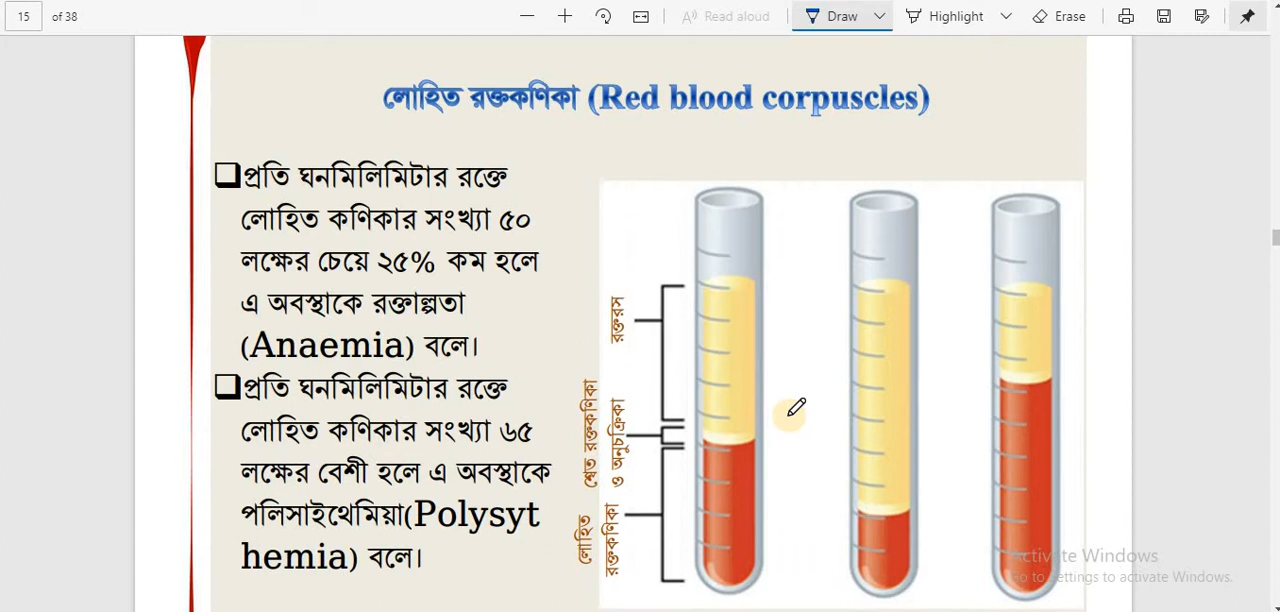 15 of 38
Read aloud
Draw
Highlight
Erase
লোহিত রক্তকণিকা (Red blood corpuscles)
প্রতি ঘনমিলিমিটার রক্তে
লোহিত কণিকার সংখ্যা ৫০
লক্ষের চেয়ে ২৫% কম হলে
এ অবস্থাকে রক্তাল্পতা
(Anaemia) বলে।
প্রতি ঘনমিলিমিটার রক্তে
লোহিত কণিকার সংখ্যা ৬৫
লক্ষের বেশী হলে এ অবস্থাকে
পলিসাইথেমিয়া(Polysyt
hemia) বলে।
রক্তরস
শ্বেত রক্তকণিকা
ও অনুচক্রিকা
লোহিত
রক্তকণিকা
Activate Windows
Go to Settings to activate Windows.